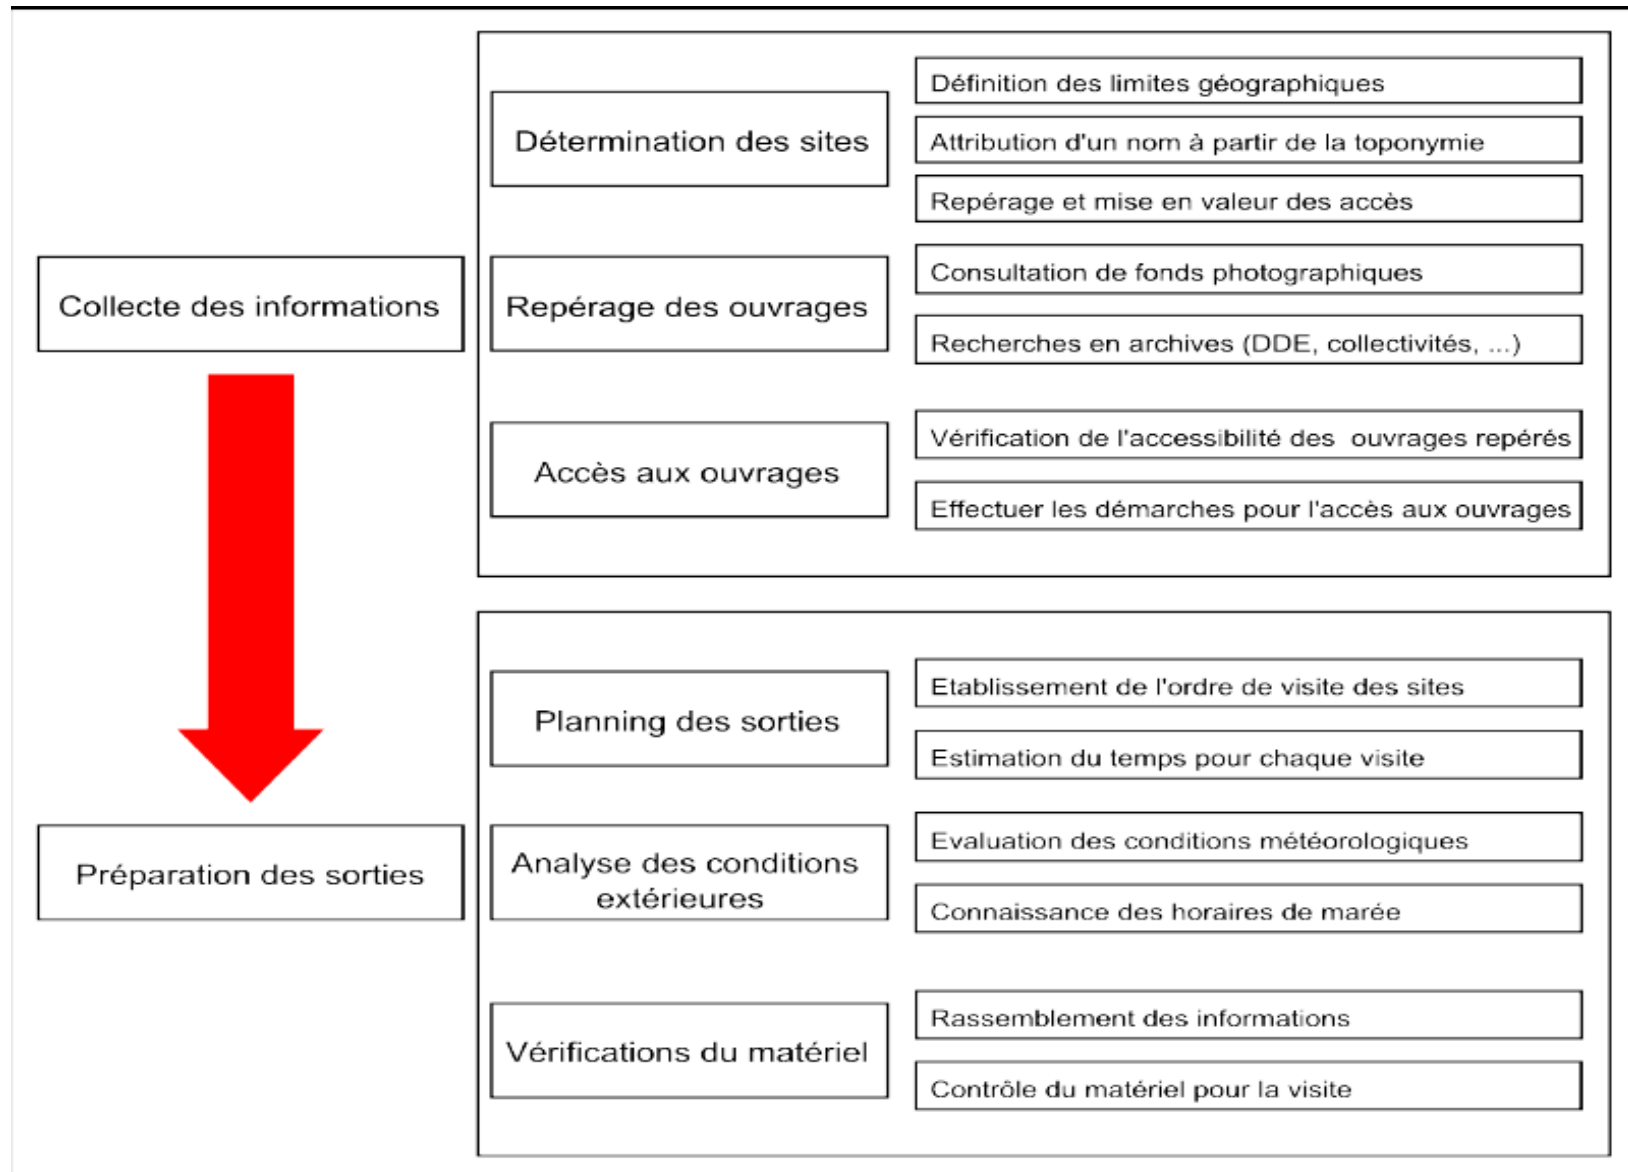 Définition des limites géographiques
Détermination des sites
Attribution d'un nom à partir de la toponymie
Repérage et mise en valeur des accès
Collecte des informations
Repérage des ouvrages
Consultation de fonds photographiques
Recherches en archives (DDE, collectivités, ...)
Accès aux ouvrages
Vérification de l'accessibilité des ouvrages repérés
Effectuer les démarches pour l'accès aux ouvrages
Planning des sorties
Etablissement de l'ordre de visite des sites
Estimation du temps pour chaque visite
Préparation des sorties
Analyse des conditions
extérieures
Evaluation des conditions météorologiques
Connaissance des horaires de marée
Vérifications du matériel
Rassemblement des informations
Contrôle du matériel pour la visite